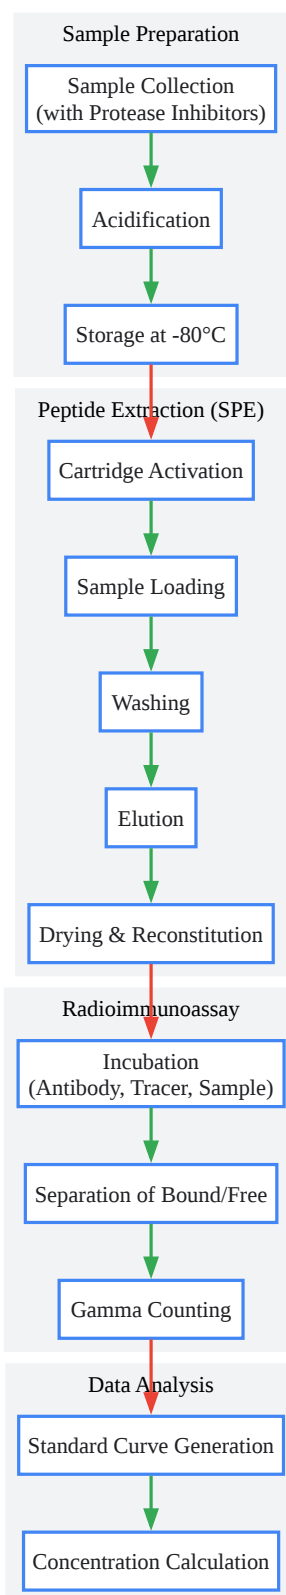 Sample Preparation
Sample Collection
(with Protease Inhibitors)
Acidification
Storage at -80°C
Peptide Extraction (SPE)
Cartridge Activation
Sample Loading
Washing
Elution
Drying & Reconstitution
Radioimmunoassay
Incubation
(Antibody, Tracer, Sample)
Separation of Bound/Free
Gamma Counting
Data Analysis
Standard Curve Generation
Concentration Calculation